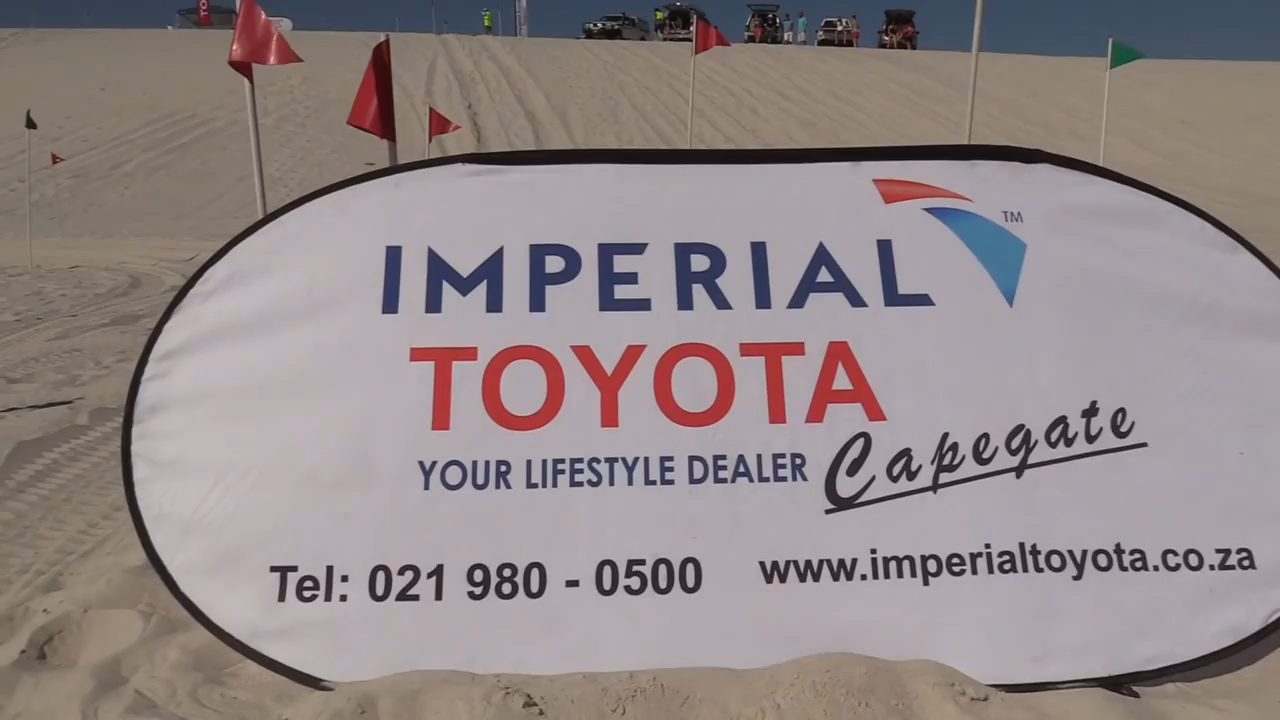 IMPERIAL TM
TOYOTA
YOUR LIFESTYLE DEALER Capegate
Tel: 021 980 - 0500 www.imperialtoyota.co.za